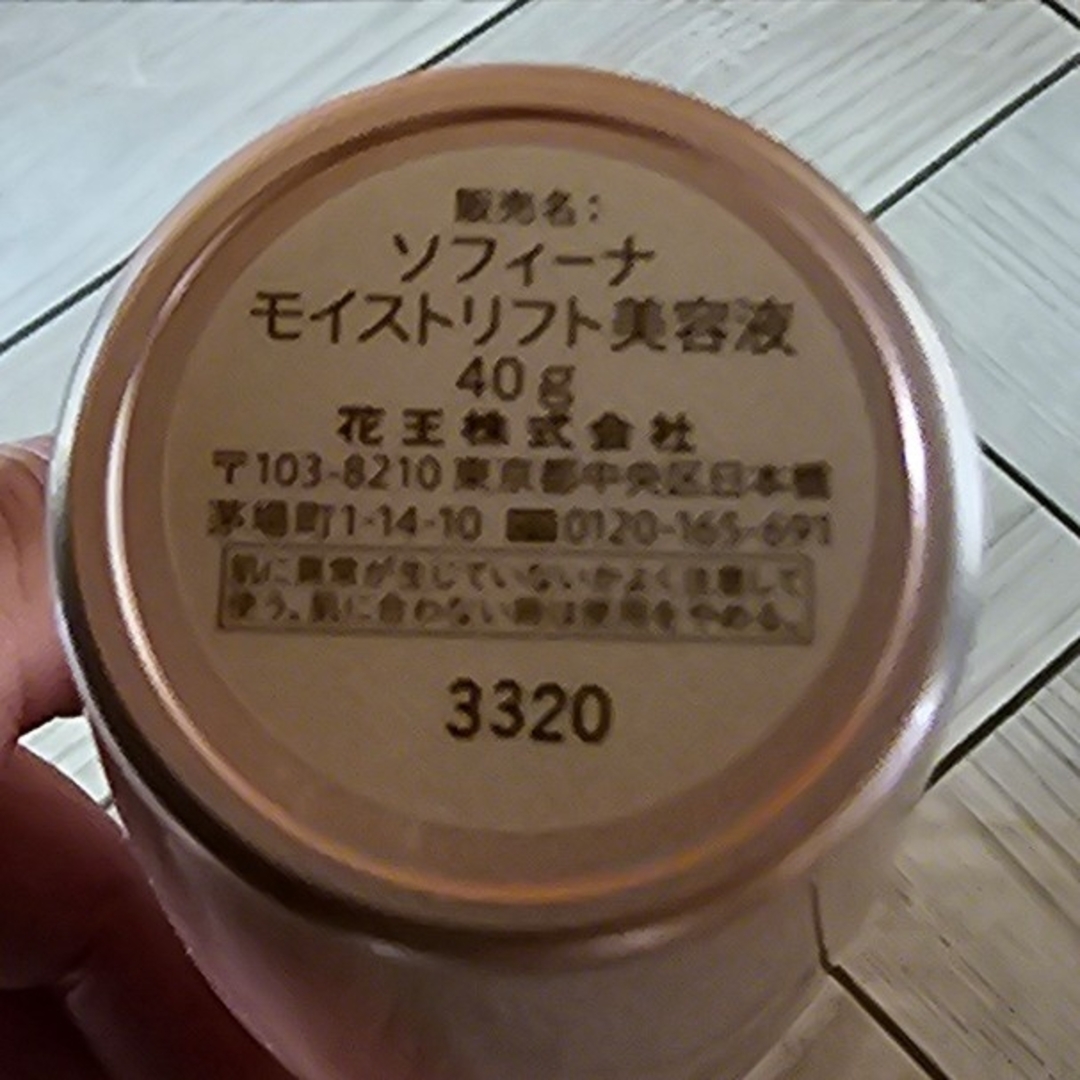 販売名：
ソフィーナ
モイストリフト美容液
40g
花王株式会社
〒103-8210 東京都中央区日本橋
茅場町1-14-10 0120-165-691
肌に異常が生じていないかよく注意して
使う。肌に合わない時は使用をやめる。
3320